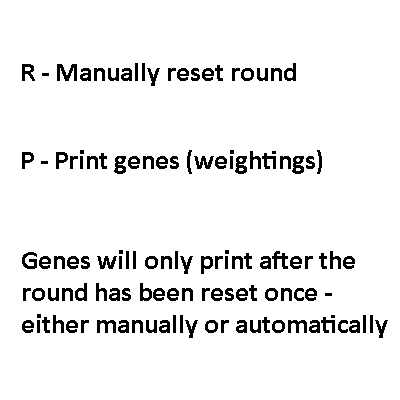 R - Manually reset round
P - Print genes (weightings)
Genes will only print after the
round has been reset once -
either manually or automatically